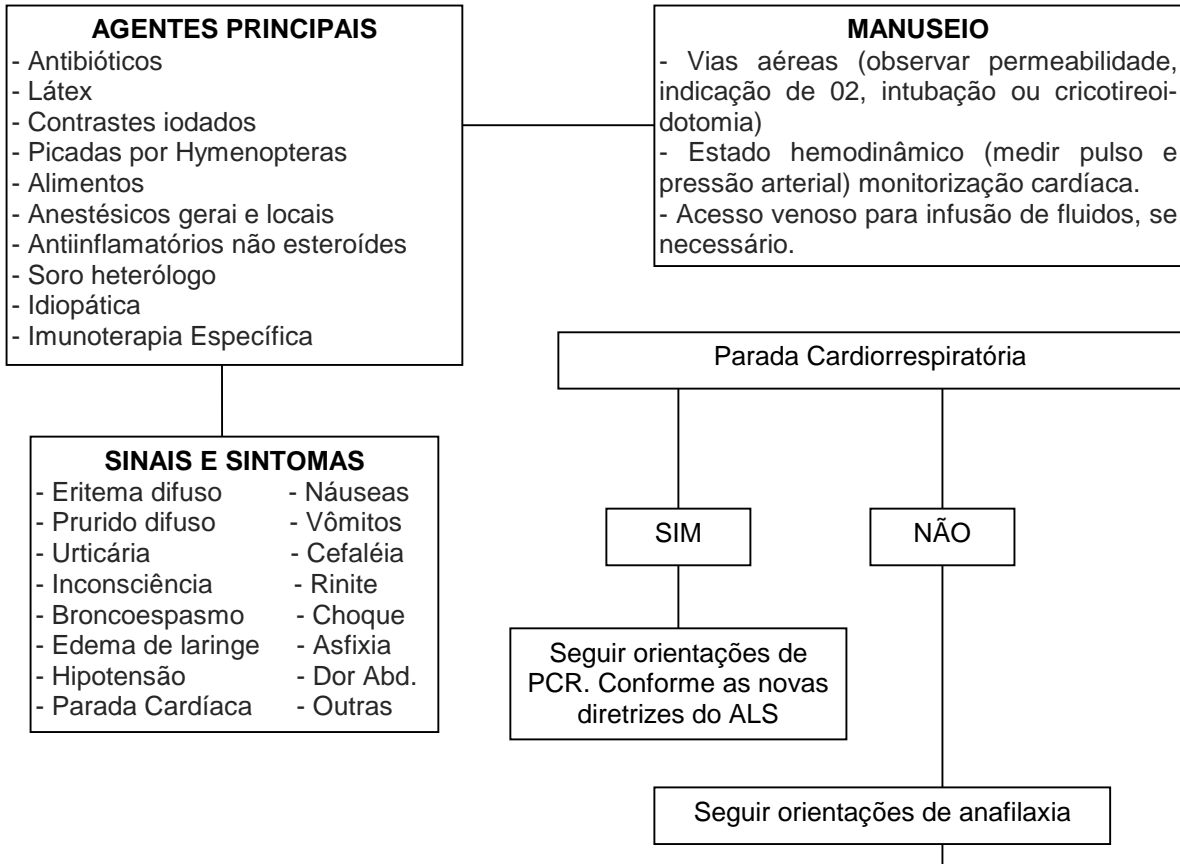 AGENTES PRINCIPAIS
- Antibióticos
- Látex
- Contrastes iodados
- Picadas por Hymenopteras
- Alimentos
- Anestésicos gerai e locais
- Antiinflamatórios não esteroídes
- Soro heterólogo
- Idiopática
- Imunoterapia Específica
MANUSEIO
- Vias aéreas (observar permeabilidade,
indicação de 02, intubação ou cricotireoi-
dotomia)
- Estado hemodinâmico (medir pulso e
pressão arterial) monitorização cardíaca.
- Acesso venoso para infusão de fluidos, se
necessário.
SINAIS E SINTOMAS
- Eritema difuso - Náuseas
- Prurido difuso - Vômitos
- Urticária - Cefaléia
- Inconsciência - Rinite
- Broncoespasmo - Choque
- Edema de laringe - Asfixia
- Hipotensão - Dor Abd.
- Parada Cardíaca - Outras
Parada Cardiorrespiratória
SIM
NÃO
Seguir orientações de
PCR. Conforme as novas
diretrizes do ALS
Seguir orientações de anafilaxia